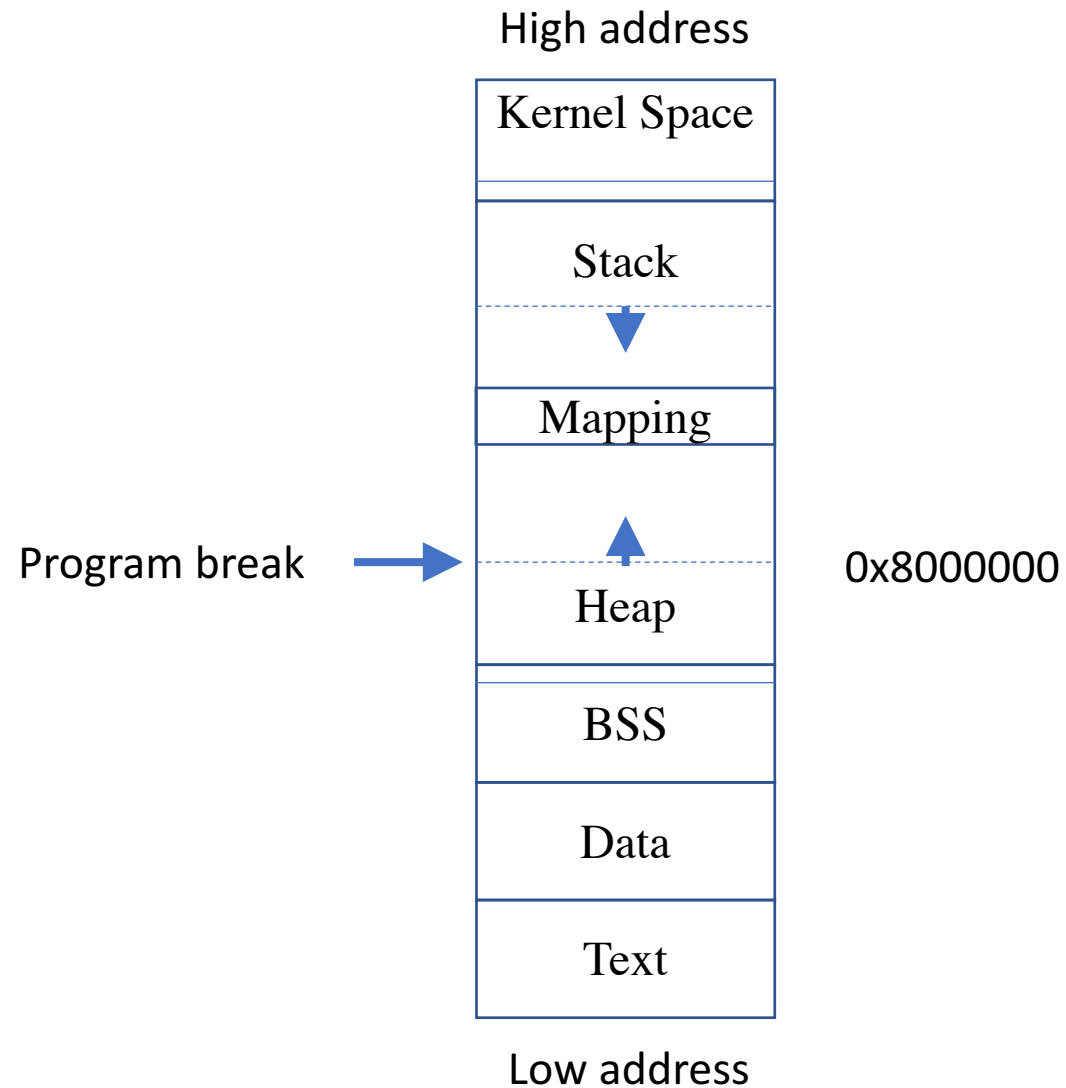 High address
Kernel Space
Stack
Mapping
Program break
0x8000000
Heap
BSS
Data
Text
Low address